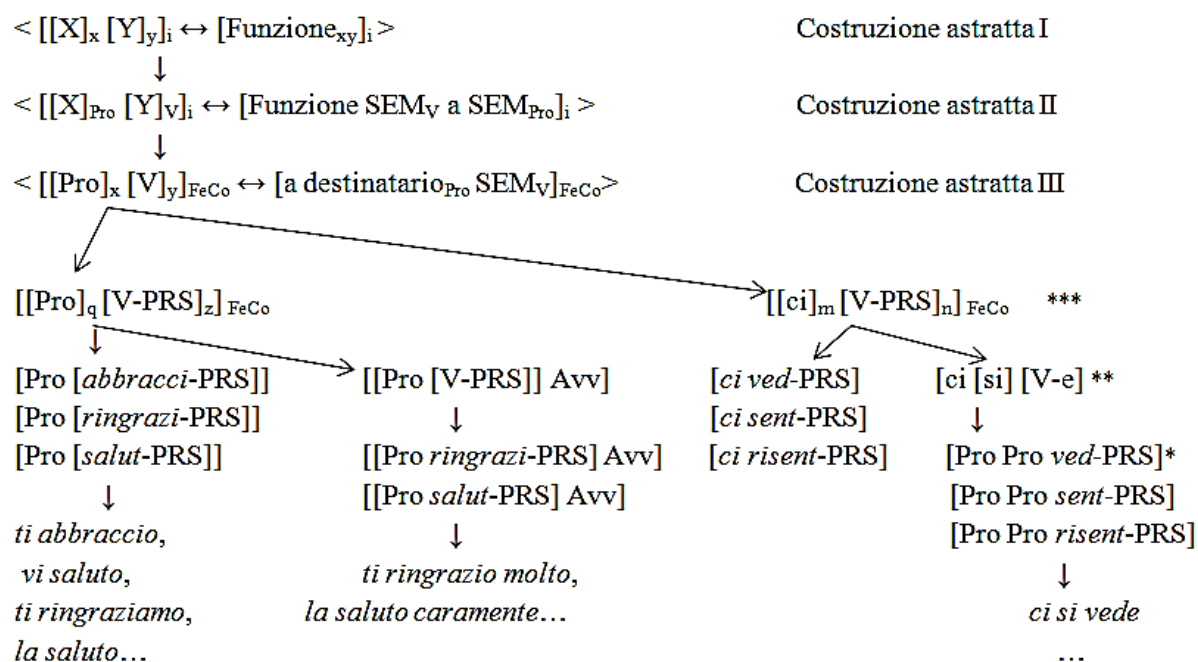 < [[X]x [Y]y]i ↔ [Funzionexy]i > Costruzione astratta I
↓
< [[X]Pro [Y]V]i ↔ [Funzione SEMV a SEMPro]i > Costruzione astratta II
↓
< [[Pro]x [V]y]FeCo ↔ [a destinatarioPro SEMV]FeCo> Costruzione astratta III
[[Pro]q [V-PRS]z] FeCo [[ci]m [V-PRS]n] FeCo ***
↓
[Pro [abbracci-PRS]] [[Pro [V-PRS]] Avv] [ci ved-PRS] [ci [si] [V-e] **
[Pro [ringrazi-PRS]] ↓ [ci sent-PRS] ↓
[Pro [salut-PRS]] [[Pro ringrazi-PRS] Avv] [ci risent-PRS] [Pro Pro ved-PRS]*
↓ [[Pro salut-PRS] Avv] [Pro Pro sent-PRS]
ti abbraccio, ↓ [Pro Pro risent-PRS]
vi saluto, ti ringrazio molto, ↓
ti ringraziamo, la saluto caramente… ci si vede
la saluto… …